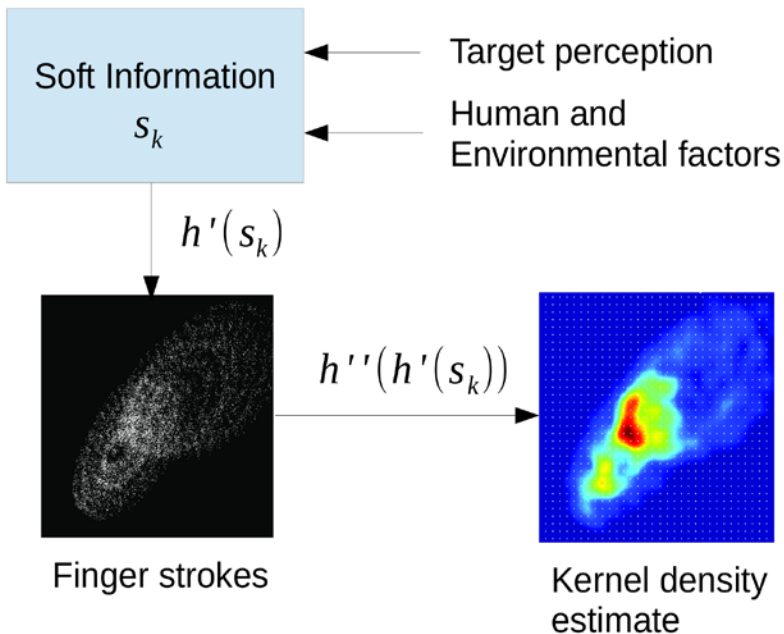 Soft Information
s_k
Target perception
Human and
Environmental factors
h'(s_k)
h''(h'(s_k))
Finger strokes
Kernel density
estimate